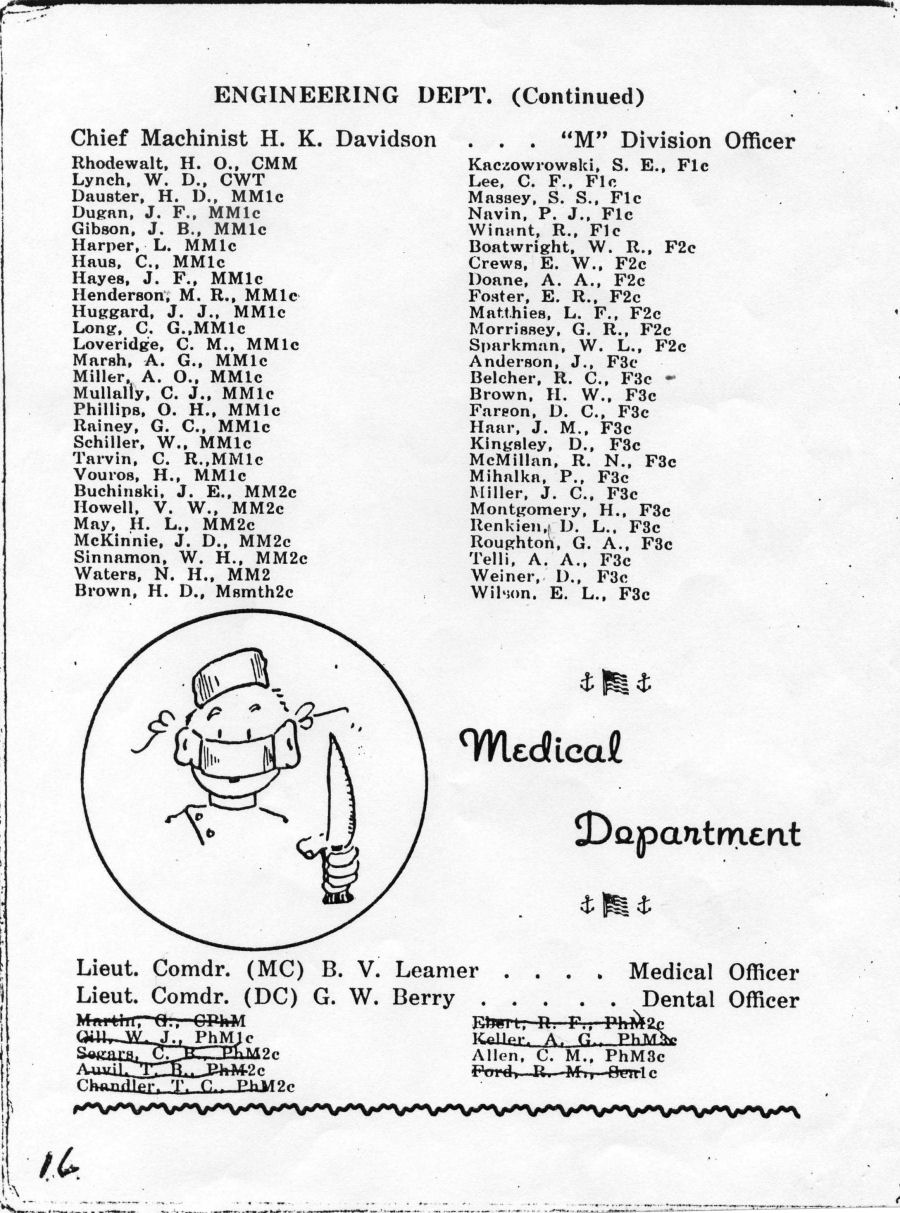 ENGINEERING DEPT. (Continued)
Chief Machinist H. K. Davidson . . . "M" Division Officer
Rhodewalt, H. O., CMM
Lynch, W. D., CWT
Dauster, H. D., MM1c
Dugan, J. F., MM1c
Gibson, J. B., MM1c
Harper, L. MM1c
Haus, C., MM1c
Hayes, J. F., MM1c
Henderson, M. R., MM1c
Huggard, J. J., MM1c
Long, C. G.,MM1c
Loveridge, C. M., MM1c
Marsh, A. G., MM1c
Miller, A. O., MM1c
Mullally, C. J., MM1c
Phillips, O. H., MM1c
Rainey, G. C., MM1c
Schiller, W., MM1c
Tarvin, C. R.,MM1c
Vouros, H., MM1c
Buchinski, J. E., MM2c
Howell, V. W., MM2c
May, H. L., MM2c
McKinnie, J. D., MM2c
Sinnamon, W. H., MM2c
Waters, N. H., MM2
Brown, H. D., Msmth2c
Kaczowrowski, S. E., F1c
Lee, C. F., F1c
Massey, S. S., F1c
Navin, P. J., F1c
Winant, R., F1c
Boatwright, W. R., F2c
Crews, E. W., F2c
Doane, A. A., F2c
Foster, E. R., F2c
Matthies, L. F., F2c
Morrissey, G. R., F2c
Sparkman, W. L., F2c
Anderson, J., F3c
Belcher, R. C., F3c
Brown, H. W., F3c
Farson, D. C., F3c
Haar, J. M., F3c
Kingsley, D., F3c
McMillan, R. N., F3c
Mihalka, P., F3c
Miller, J. C., F3c
Montgomery, H., F3c
Renkien, D. L., F3c
Roughton, G. A., F3c
Telli, A. A., F3c
Weiner, D., F3c
Wilson. E. L., F3c
Medical
Department
Lieut. Comdr. (MC) B. V. Leamer . . . . Medical Officer
Lieut. Comdr. (DC) G. W. Berry . . . . . Dental Officer
Martin, G., CPhM
Gill, W. J., PhM1c
Segars, C. B., PhM2c
Auvil, T. B., PhM2c
Chandler, T. C., PhM2c
Ebert, R. F., PhM2c
Keller, A. G., PhM3c
Allen, C. M., PhM3c
Ford, R. M., Sea1c
16